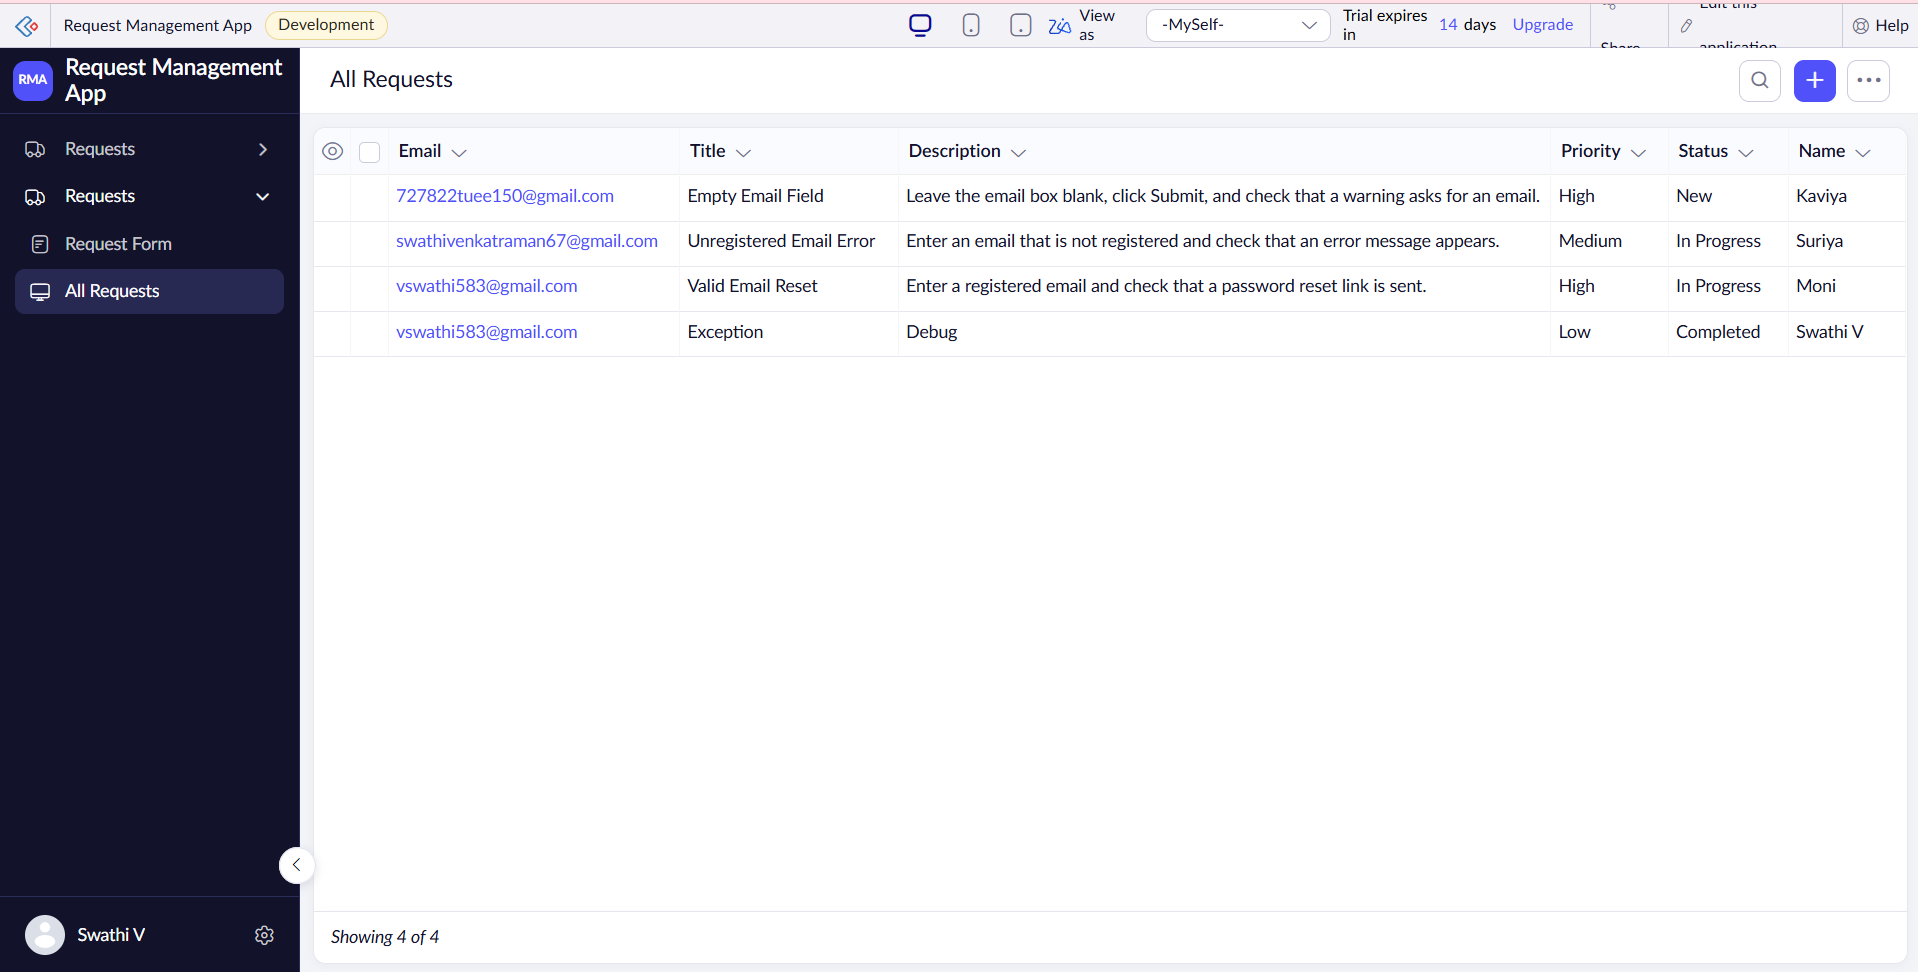 Request Management App
Development
View as
-MySelf-
Trial expires in
14 days
Upgrade
Share
Edit this application
Help
RMA
Request Management App
Requests
Requests
Request Form
All Requests
Swathi V
All Requests
Email Title Description Priority Status Name
727822tuee150@gmail.com Empty Email Field Leave the email box blank, click Submit, and check that a warning asks for an email. High New Kaviya
swathivenkatraman67@gmail.com Unregistered Email Error Enter an email that is not registered and check that an error message appears. Medium In Progress Suriya
vswathi583@gmail.com Valid Email Reset Enter a registered email and check that a password reset link is sent. High In Progress Moni
vswathi583@gmail.com Exception Debug Low Completed Swathi V
Showing 4 of 4